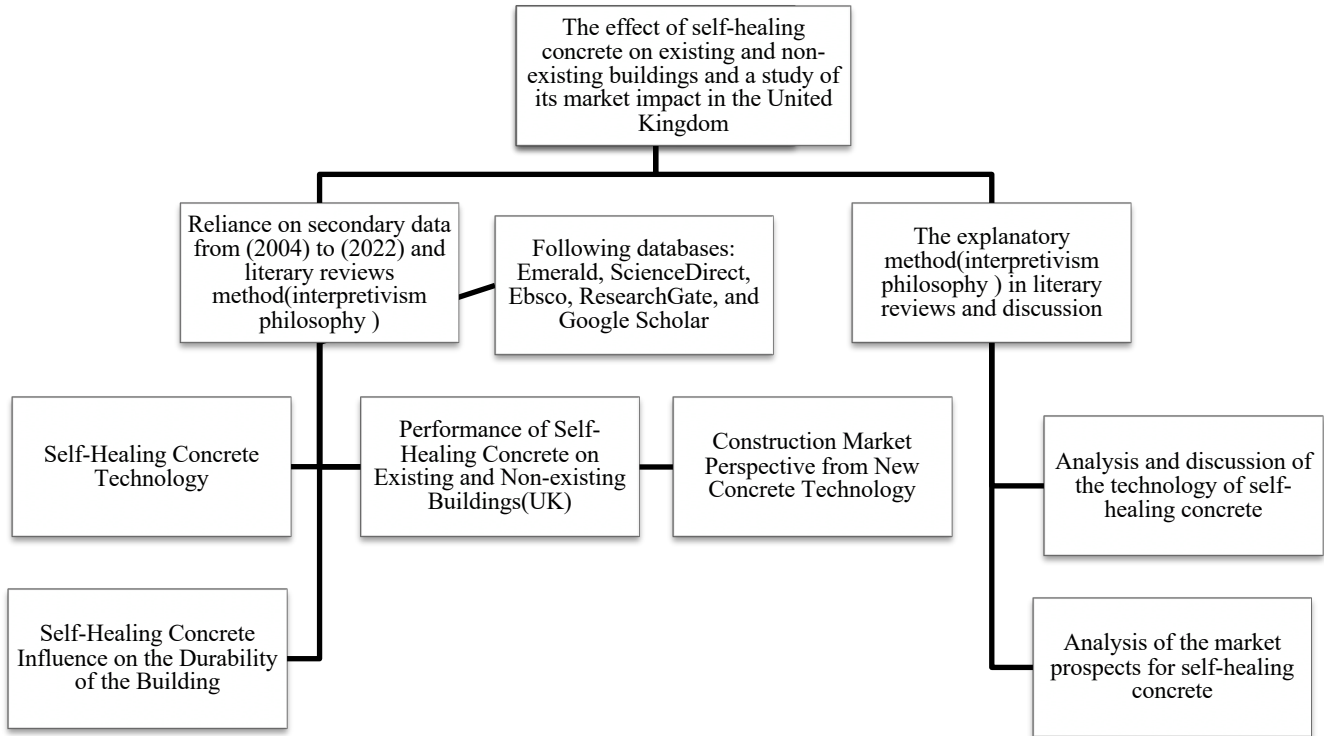 The effect of self-healing
concrete on existing and non-
existing buildings and a study of
its market impact in the United
Kingdom
Reliance on secondary data
from (2004) to (2022) and
literary reviews
method(interpretivism
philosophy )
Following databases:
Emerald, ScienceDirect,
Ebsco, ResearchGate, and
Google Scholar
The explanatory
method(interpretivism
philosophy ) in literary
reviews and discussion
Self-Healing Concrete
Technology
Performance of Self-
Healing Concrete on
Existing and Non-existing
Buildings(UK)
Construction Market
Perspective from New
Concrete Technology
Analysis and discussion of
the technology of self-
healing concrete
Self-Healing Concrete
Influence on the Durability
of the Building
Analysis of the market
prospects for self-healing
concrete